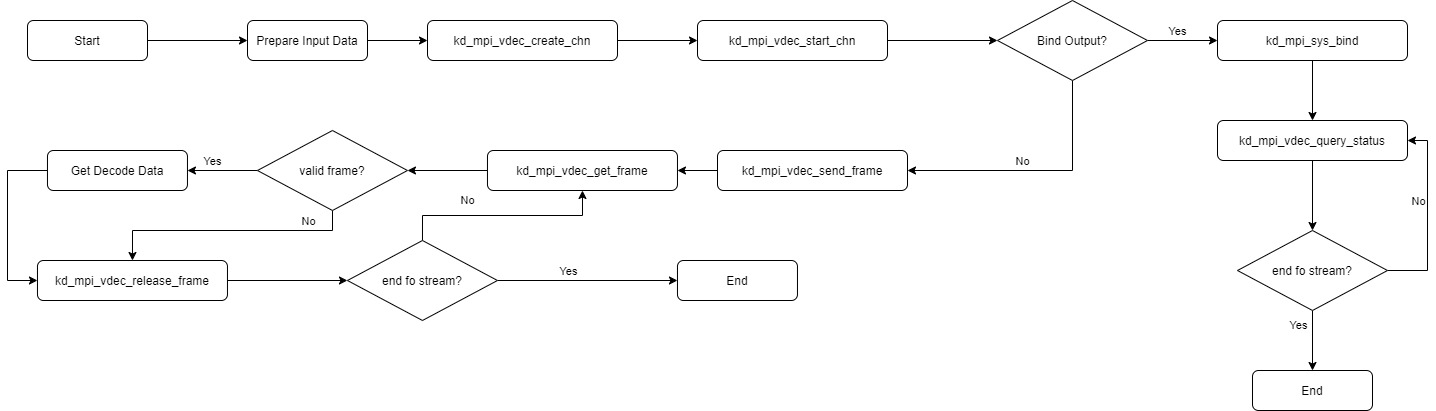 Start
Prepare Input Data
kd_mpi_vdec_create_chn
kd_mpi_vdec_start_chn
Bind Output?
Yes
kd_mpi_sys_bind
kd_mpi_vdec_query_status
No
end fo stream?
Yes
End
No
kd_mpi_vdec_send_frame
kd_mpi_vdec_get_frame
valid frame?
Yes
Get Decode Data
No
kd_mpi_vdec_release_frame
end fo stream?
No
Yes
End